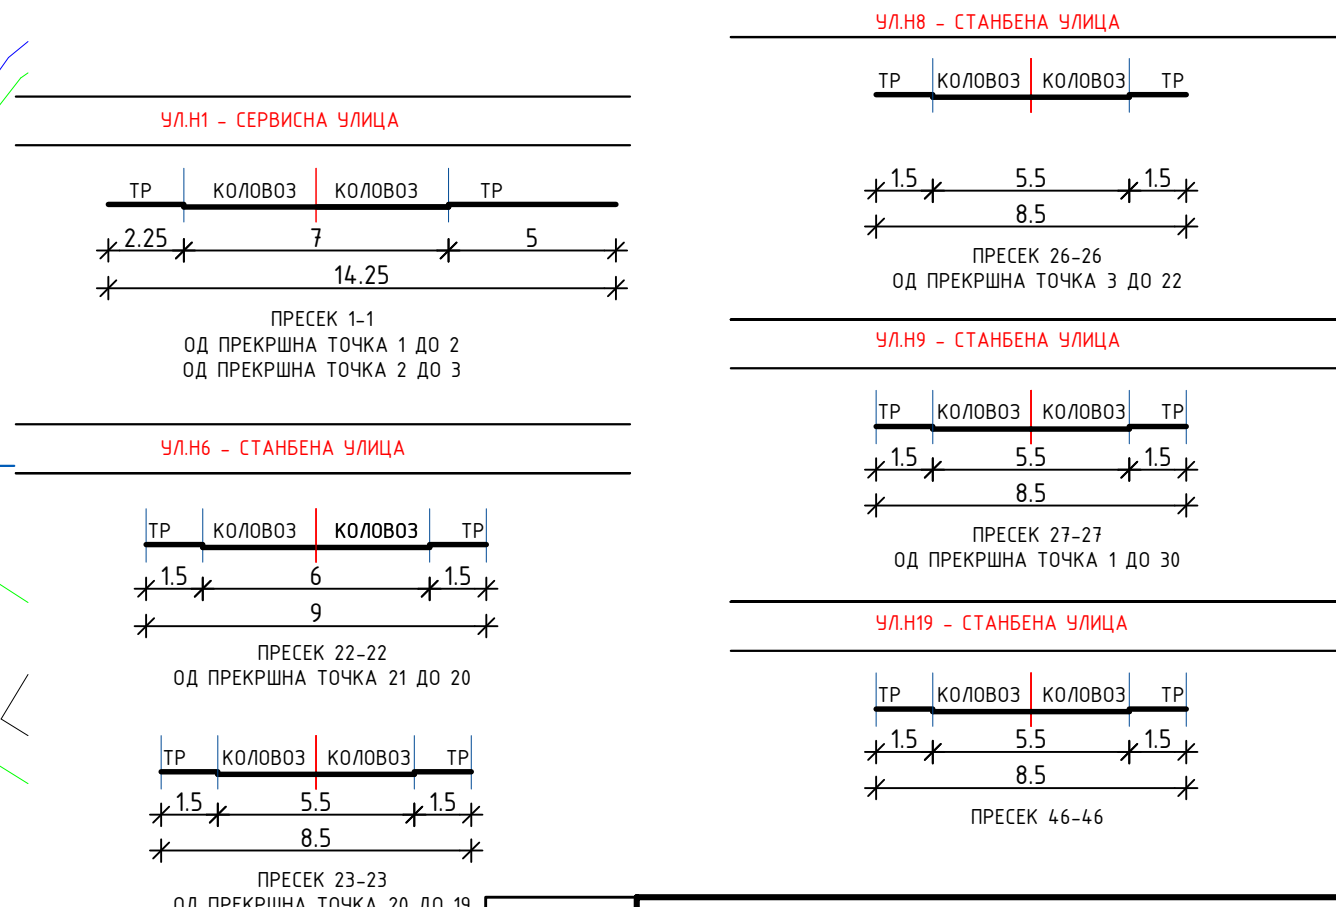 УЛ.Н1 - СЕРВИСНА УЛИЦА
ТР КОЛОВОЗ КОЛОВОЗ ТР
2.25 7 5
14.25
ПРЕСЕК 1-1
ОД ПРЕКРШНА ТОЧКА 1 ДО 2
ОД ПРЕКРШНА ТОЧКА 2 ДО 3
УЛ.Н6 - СТАНБЕНА УЛИЦА
ТР КОЛОВОЗ КОЛОВОЗ ТР
1.5 6 1.5
9
ПРЕСЕК 22-22
ОД ПРЕКРШНА ТОЧКА 21 ДО 20
ТР КОЛОВОЗ КОЛОВОЗ ТР
1.5 5.5 1.5
8.5
ПРЕСЕК 23-23
ОД ПРЕКРШНА ТОЧКА 20 ДО 19
УЛ.Н8 - СТАНБЕНА УЛИЦА
ТР КОЛОВОЗ КОЛОВОЗ ТР
1.5 5.5 1.5
8.5
ПРЕСЕК 26-26
ОД ПРЕКРШНА ТОЧКА 3 ДО 22
УЛ.Н9 - СТАНБЕНА УЛИЦА
ТР КОЛОВОЗ КОЛОВОЗ ТР
1.5 5.5 1.5
8.5
ПРЕСЕК 27-27
ОД ПРЕКРШНА ТОЧКА 1 ДО 30
УЛ.Н19 - СТАНБЕНА УЛИЦА
ТР КОЛОВОЗ КОЛОВОЗ ТР
1.5 5.5 1.5
8.5
ПРЕСЕК 46-46